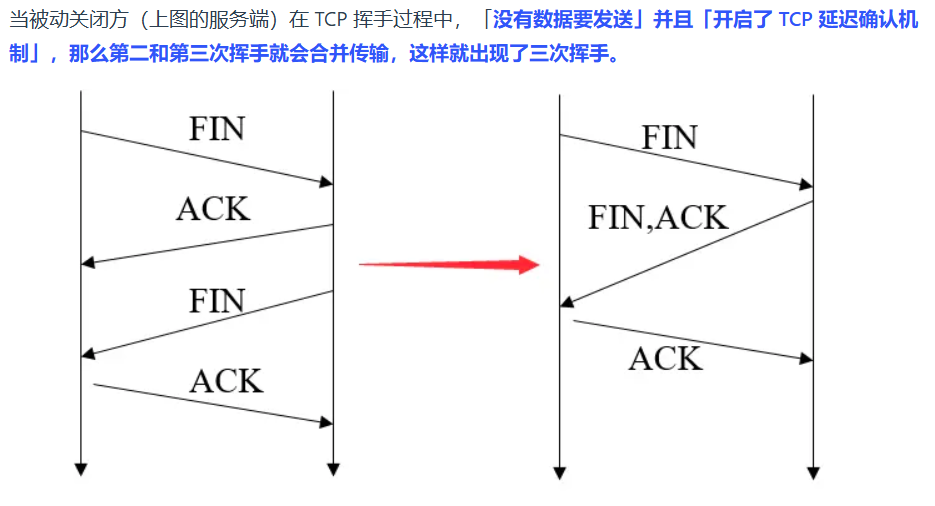 当被动关闭方（上图的服务端）在 TCP 挥手过程中，「没有数据要发送」并且「开启了 TCP 延迟确认机
制」，那么第二和第三次挥手就会合并传输，这样就出现了三次挥手。
FIN
ACK
FIN
ACK
FIN
FIN,ACK
ACK